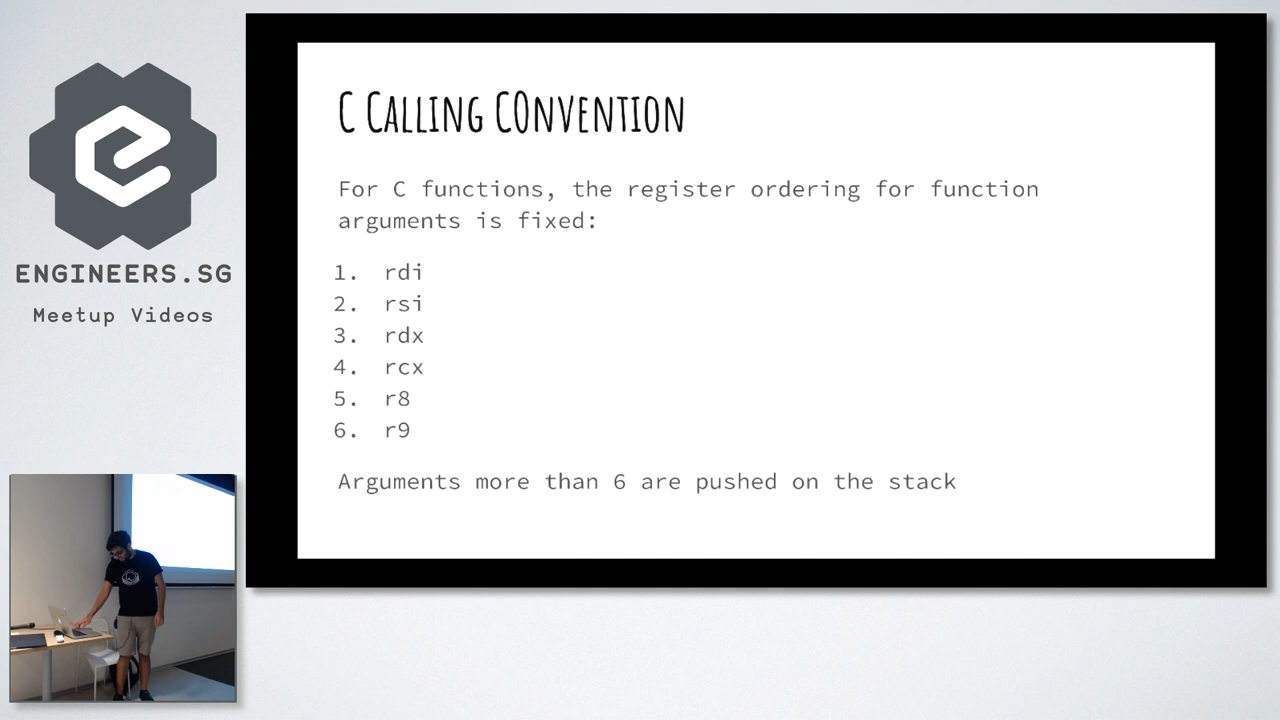 C CALLING CONVENTION
For C functions, the register ordering for function
arguments is fixed:
1. rdi
2. rsi
3. rdx
4. rcx
5. r8
6. r9
Arguments more than 6 are pushed on the stack
ENGINEERS.SG
Meetup Videos